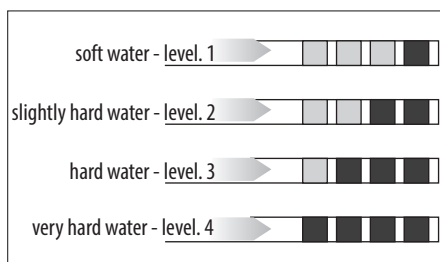 soft water - level. 1
slightly hard water - level. 2
hard water - level. 3
very hard water - level. 4